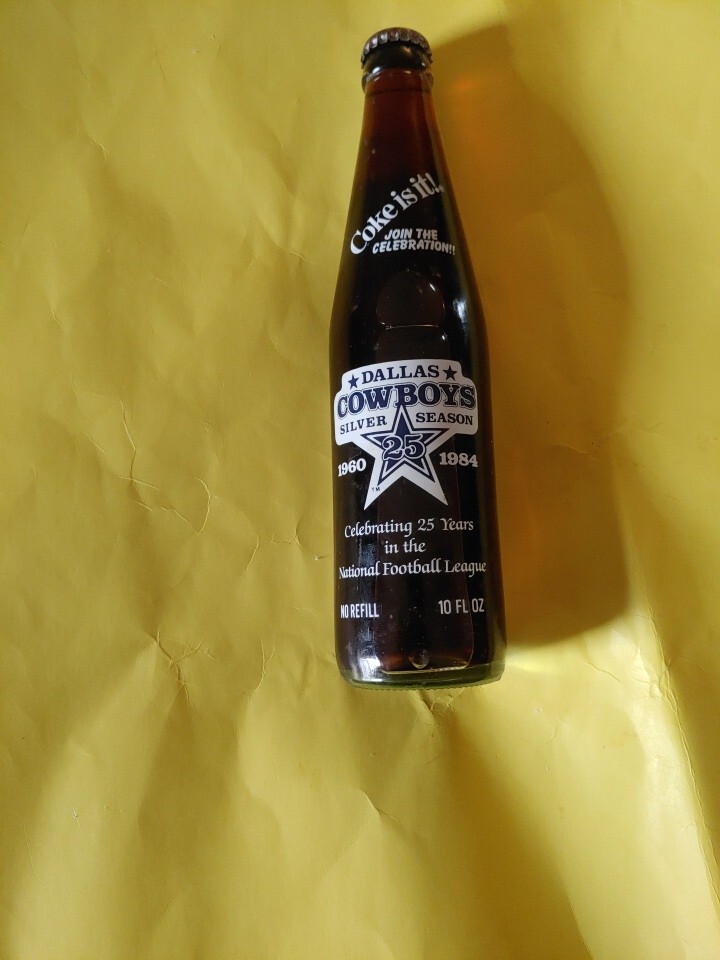 Coke is it!
JOIN THE
CELEBRATION!!
DALLAS
COWBOYS
SILVER SEASON
25
1960 1984
TM
Celebrating 25 Years
in the
National Football League
NO REFILL 10 FL OZ